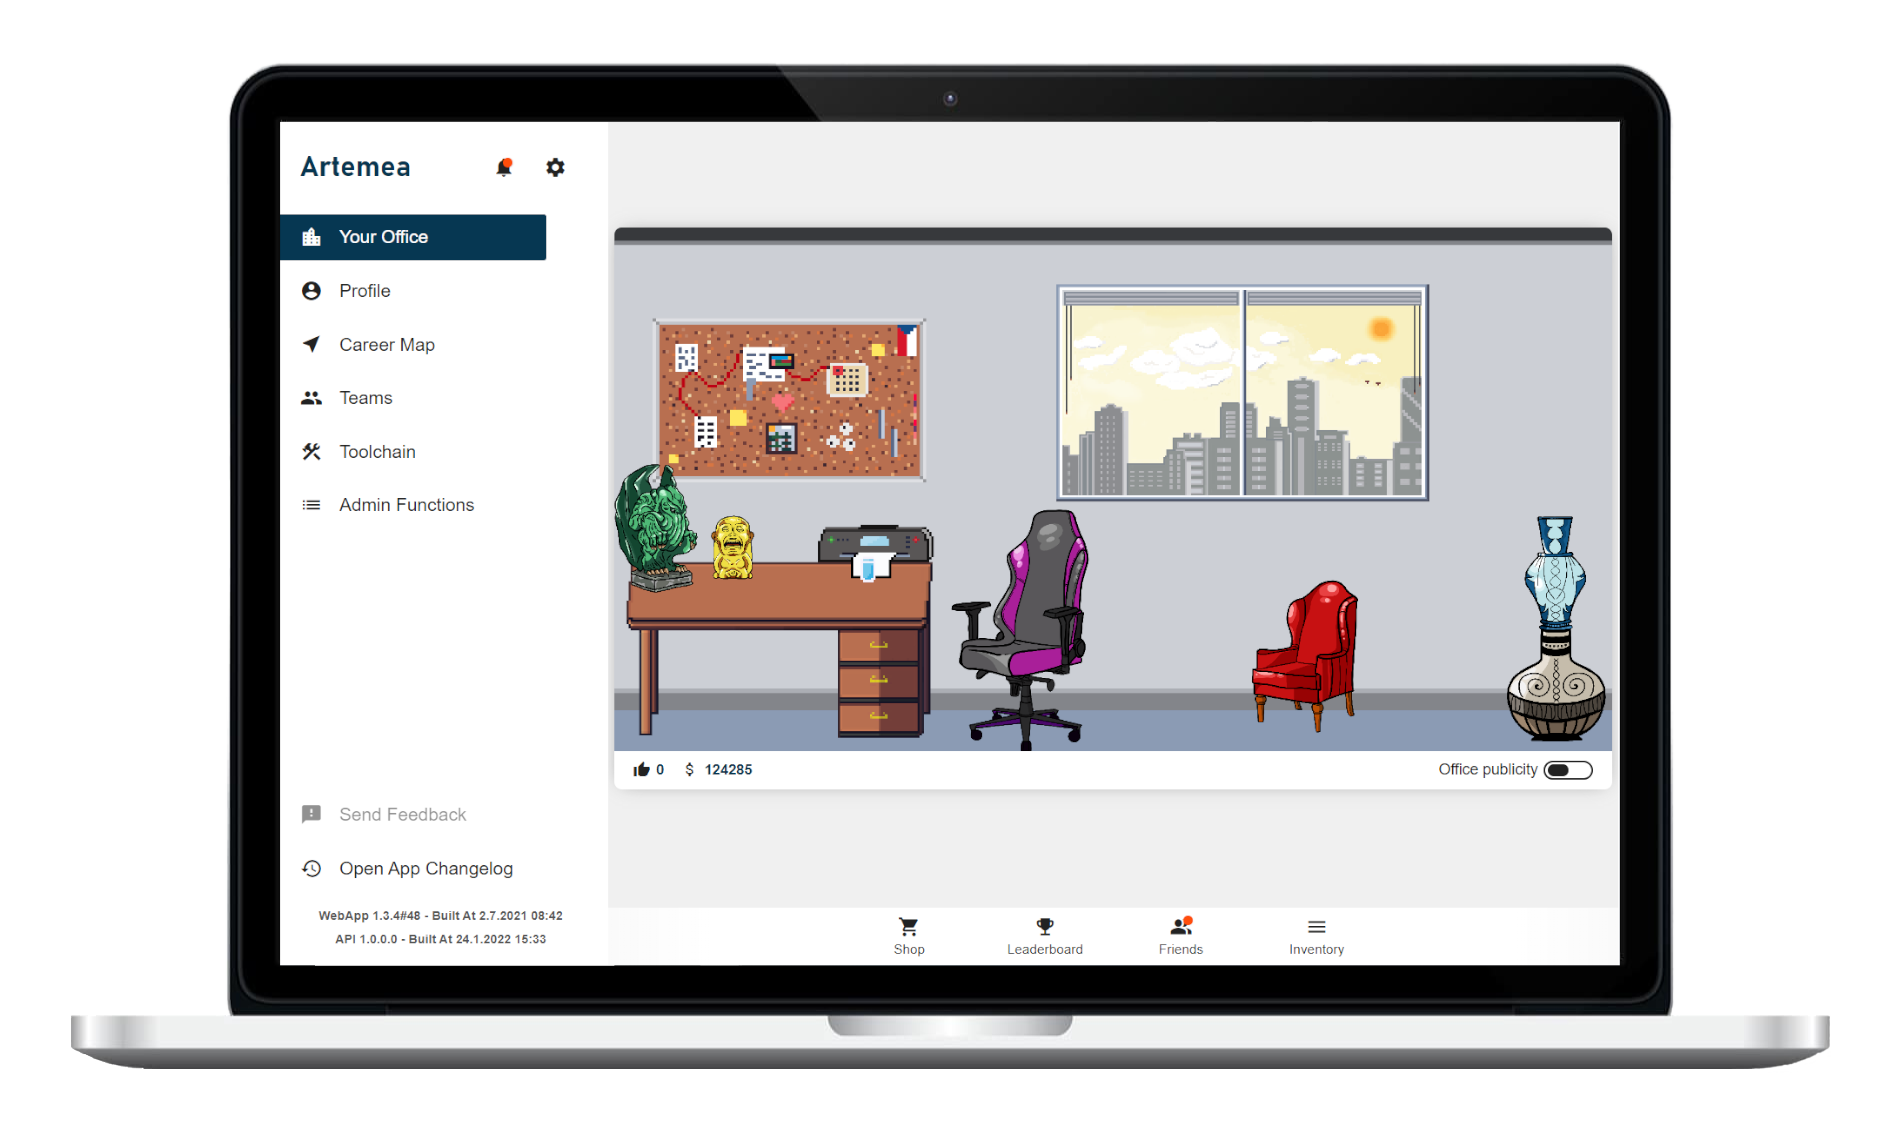 Artemea
Your Office
Profile
Career Map
Teams
Toolchain
Admin Functions
0 $ 124285
Office publicity
Send Feedback
Open App Changelog
WebApp 1.3.4#48 - Built At 2.7.2021 08:42
API 1.0.0.0 - Built At 24.1.2022 15:33
Shop
Leaderboard
Friends
Inventory